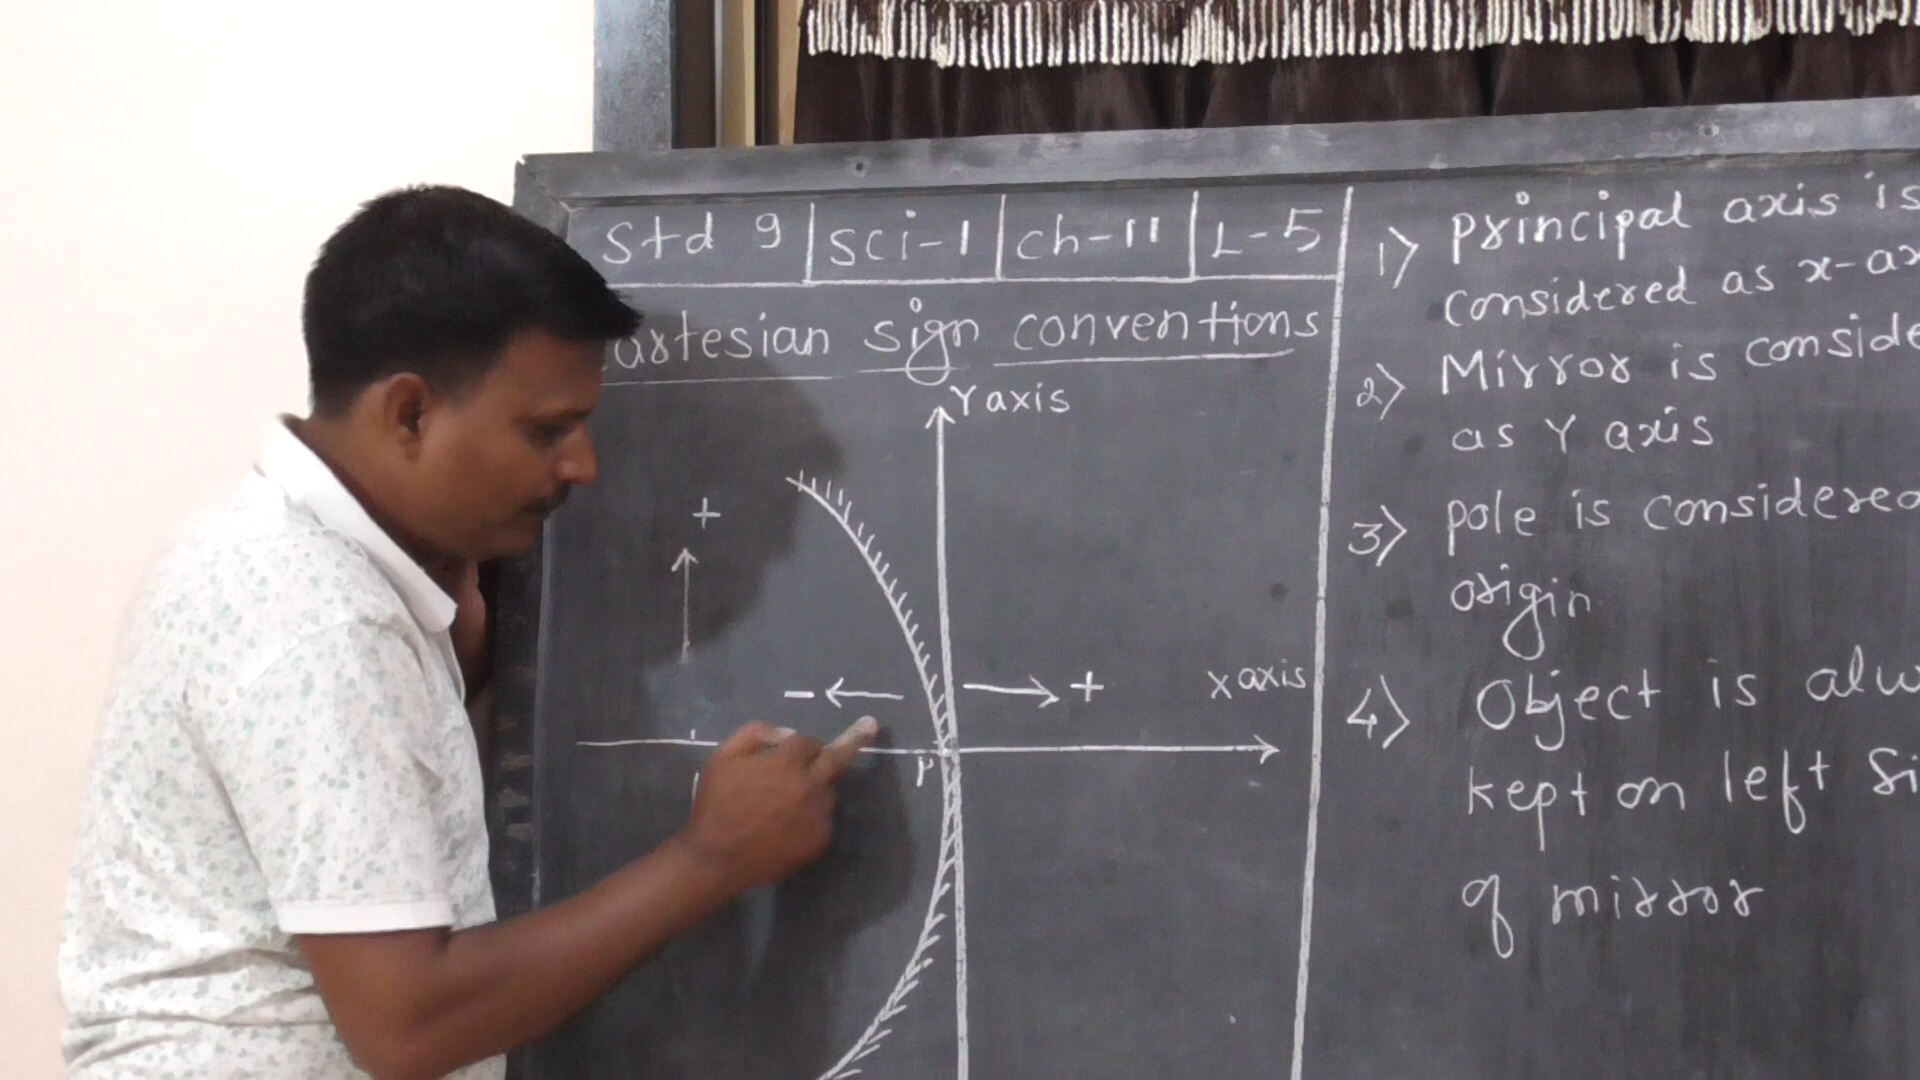 Std 9 | sci-1 | ch-11 | L-5
artesian sign conventions
Y axis
+
- +
X axis
P
1) principal axis is
considered as x-ax
2) Mirror is conside
as Y axis
3) pole is considered
origin
4) Object is alw
kept on left si
of mirror